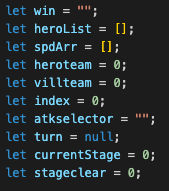 let win = "";
let heroList = [];
let spdArr = [];
let heroteam = 0;
let villteam = 0;
let index = 0;
let atkselector = "";
let turn = null;
let currentStage = 0;
let stageclear = 0;